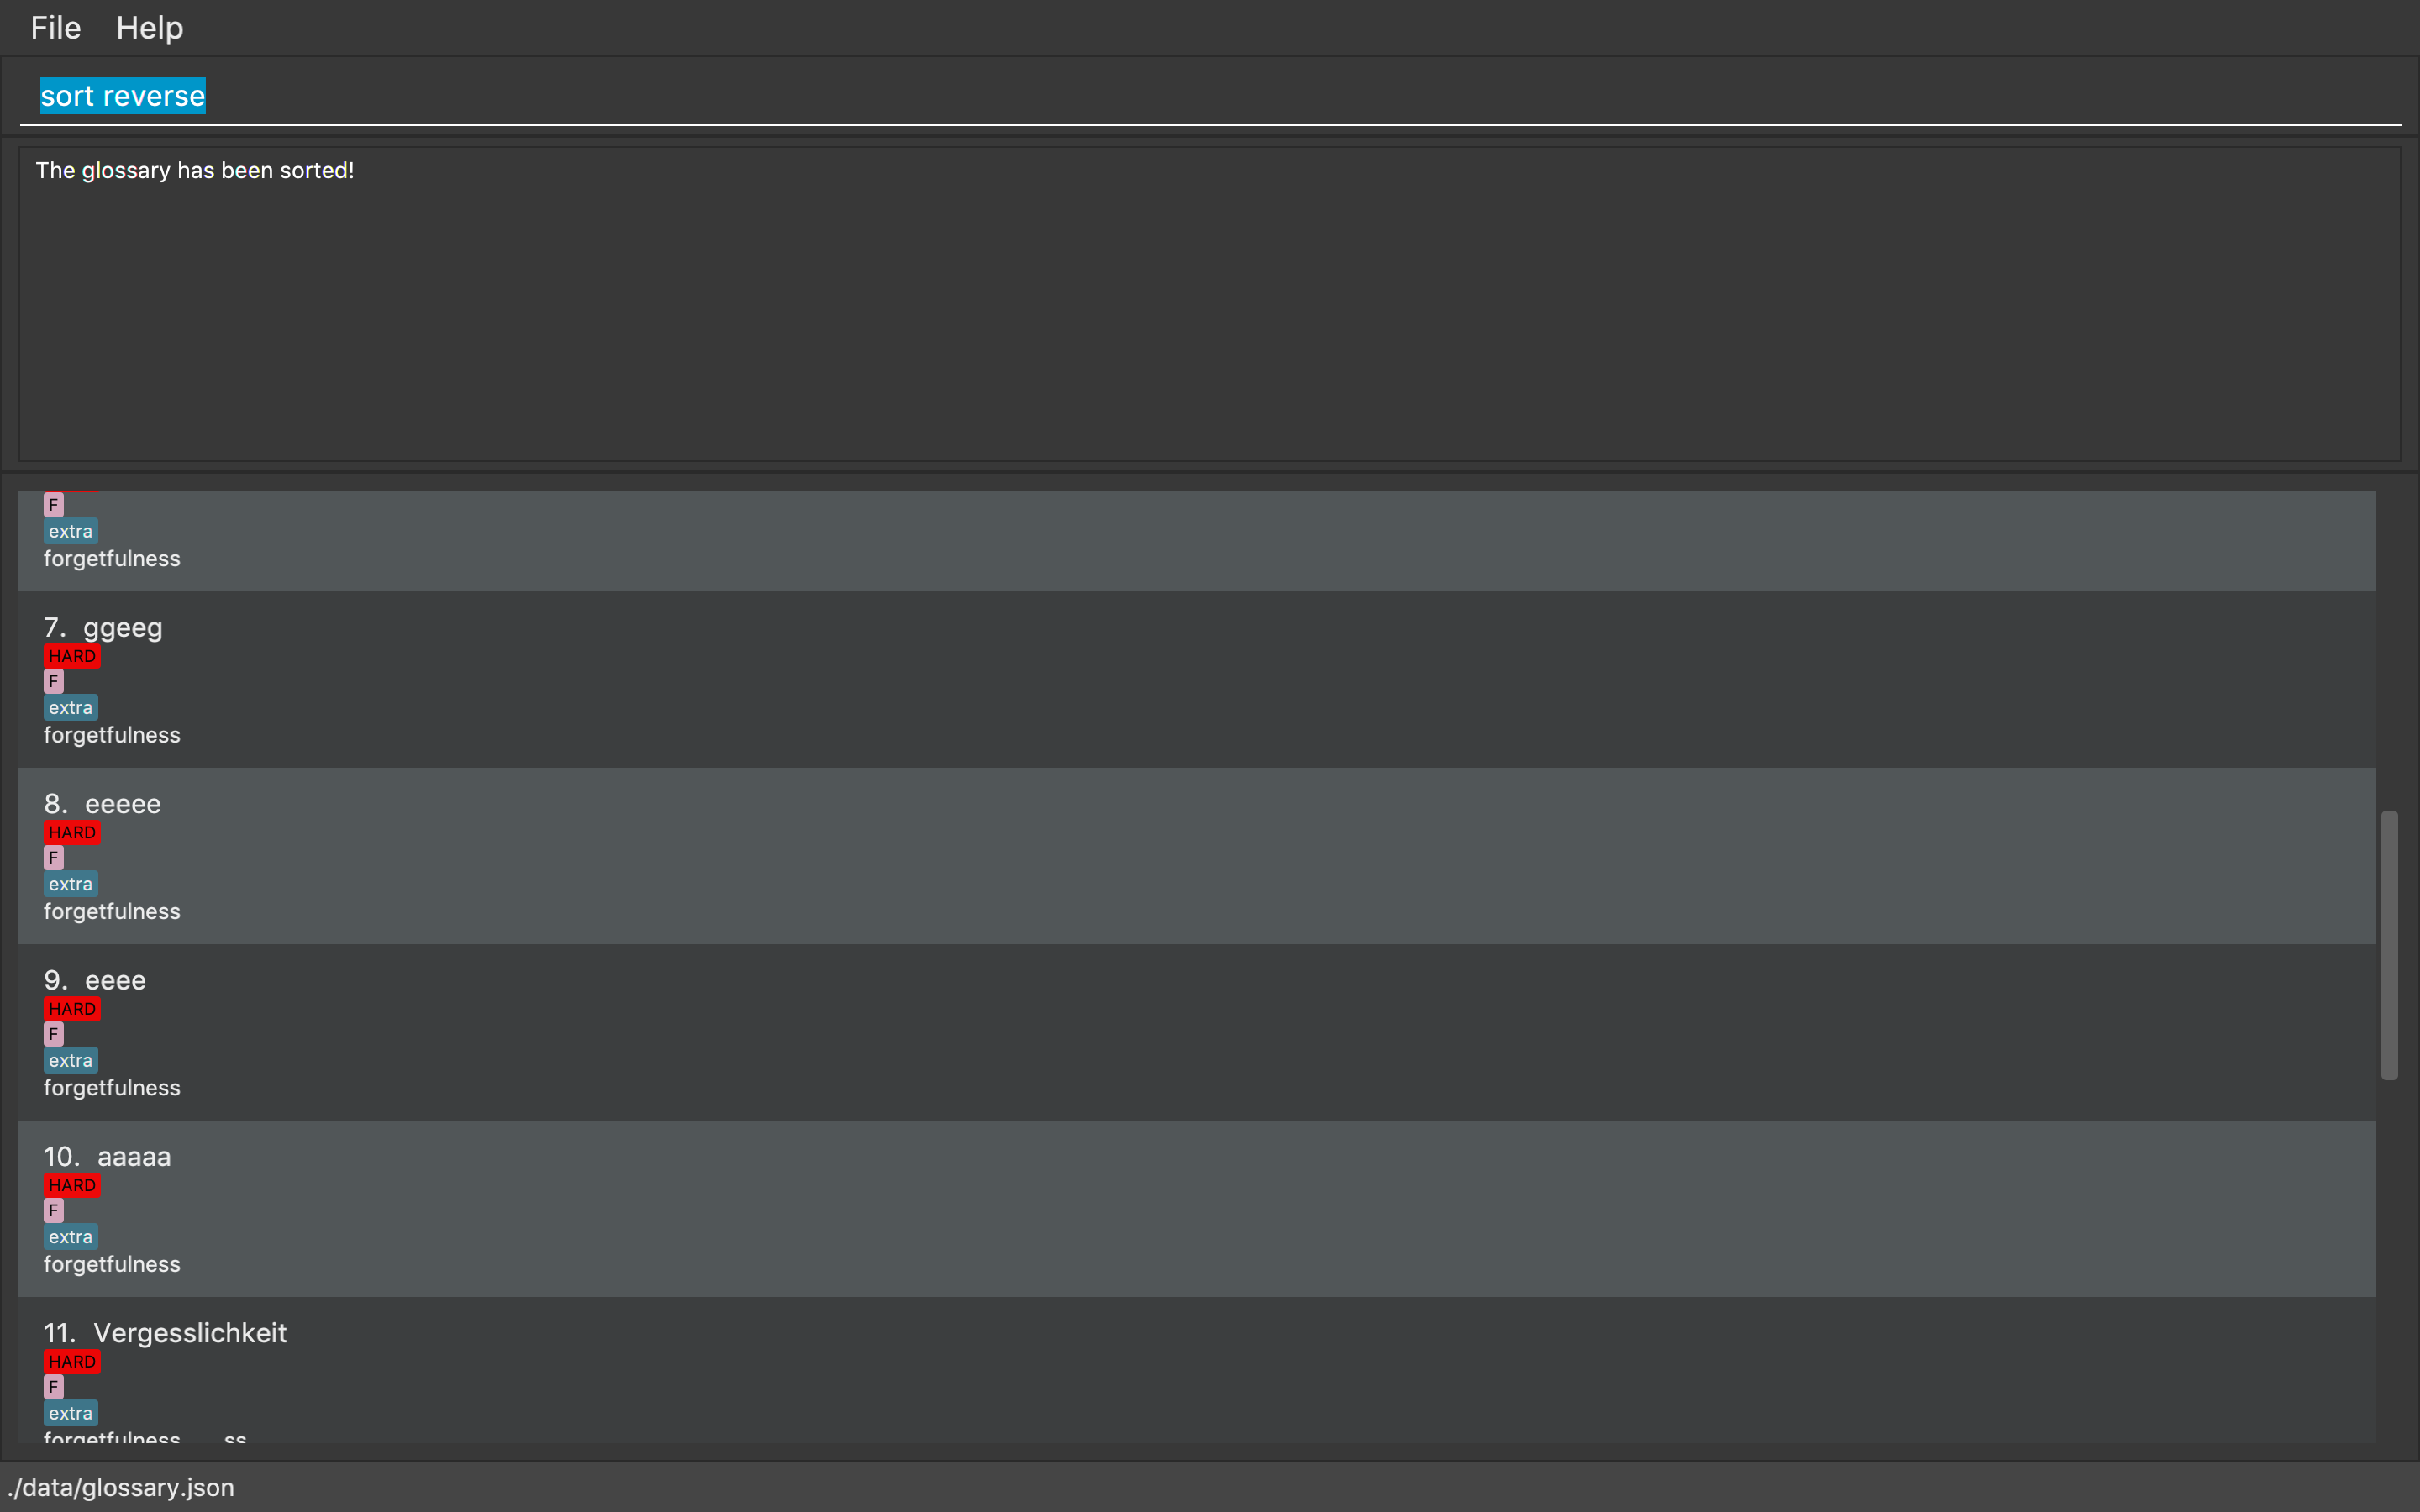 File Help
sort reverse
The glossary has been sorted!
F
extra
forgetfulness
7. ggeeg
HARD
F
extra
forgetfulness
8. eeeee
HARD
F
extra
forgetfulness
9. eeee
HARD
F
extra
forgetfulness
10. aaaaa
HARD
F
extra
forgetfulness
11. Vergesslichkeit
HARD
F
extra
forgetfulness ss
./data/glossary.json